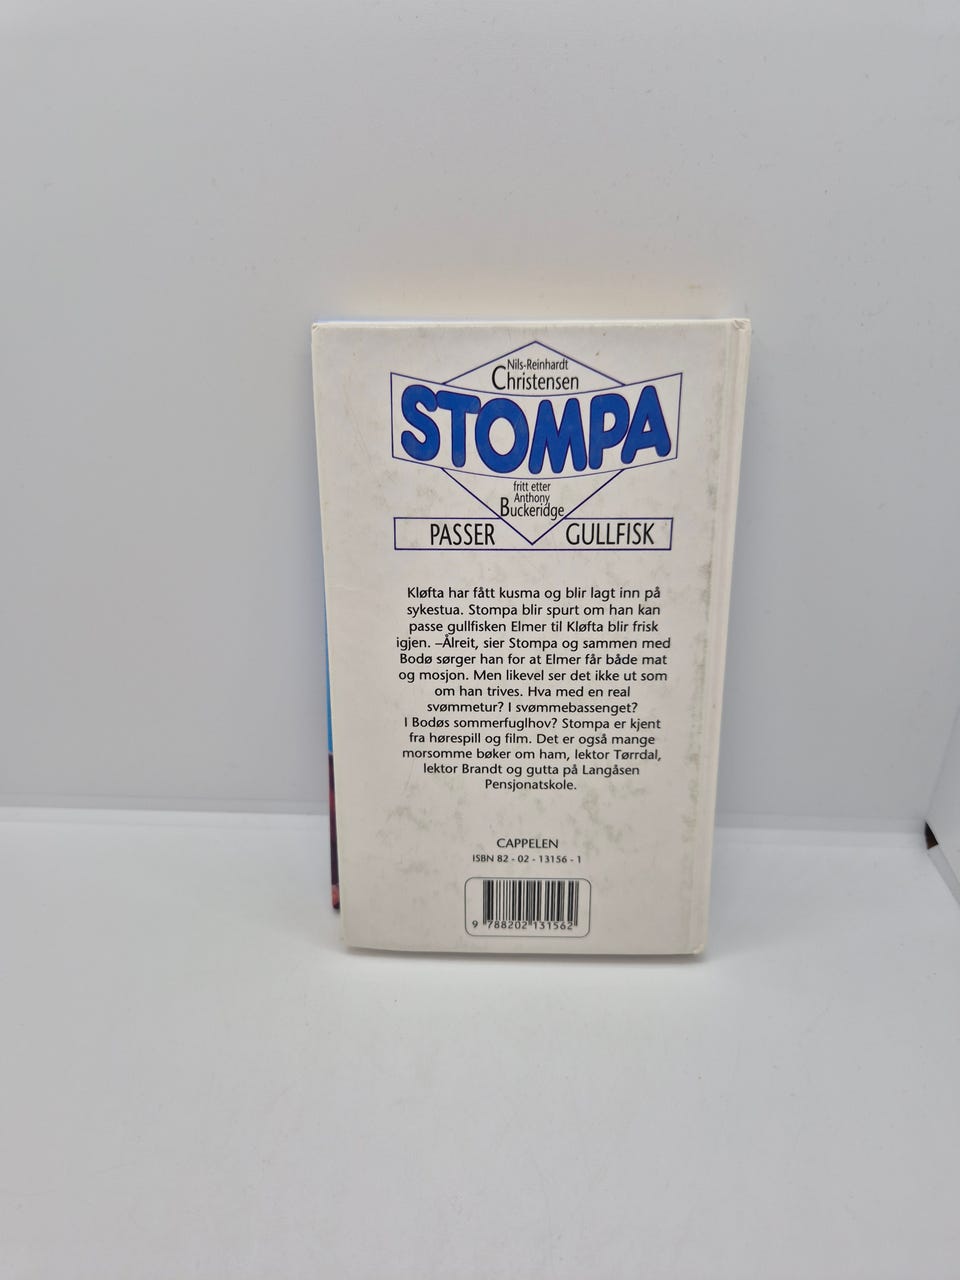 Nils-Reinhardt
Christensen
STOMPA
fritt etter
Anthony
Buckeridge
PASSER GULLFISK
Kløfta har fått kusma og blir lagt inn på
sykestua. Stompa blir spurt om han kan
passe gullfisken Elmer til Kløfta blir frisk
igjen. –Ålreit, sier Stompa og sammen med
Bodø sørger han for at Elmer får både mat
og mosjon. Men likevel ser det ikke ut som
om han trives. Hva med en real
svømmetur? I svømmebassenget?
I Bodøs sommerfuglhov? Stompa er kjent
fra hørespill og film. Det er også mange
morsomme bøker om ham, lektor Tørrdal,
lektor Brandt og gutta på Langåsen
Pensjonatskole.
CAPPELEN
ISBN 82 - 02 - 13156 - 1
9 788202 131562